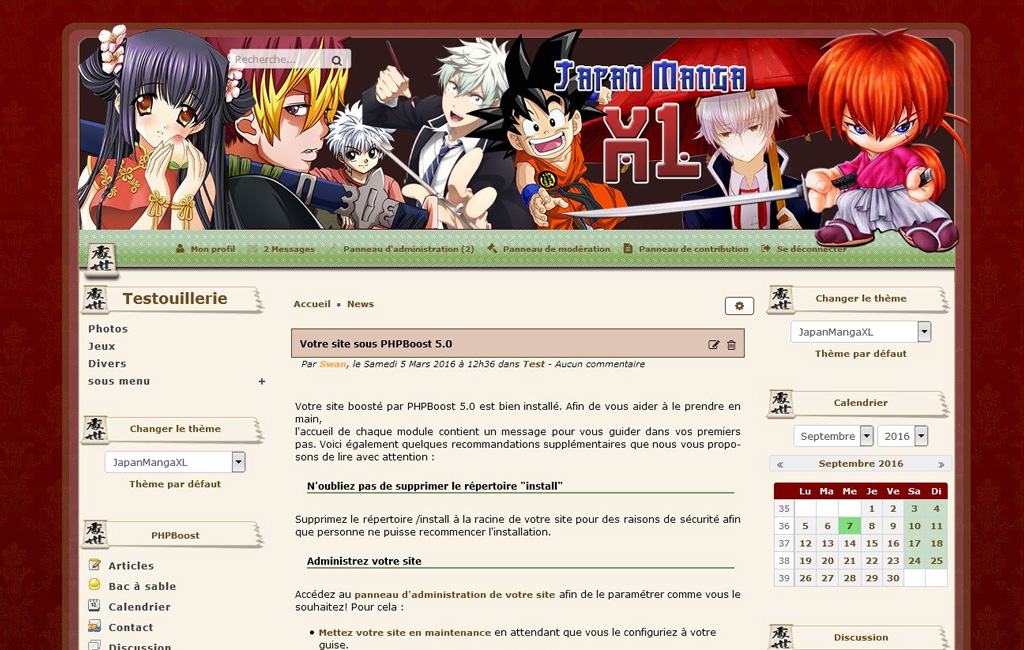 Recherche...
Japan Manga
X1
Mon profil
2 Messages
Panneau d'administration (2)
Panneau de modération
Panneau de contribution
Se déconnecter
Testouillerie
Photos
Jeux
Divers
sous menu +
Changer le thème
JapanMangaXL
Thème par défaut
PHPBoost
Articles
Bac à sable
Calendrier
Contact
Discussion
Accueil ▪ News
Votre site sous PHPBoost 5.0
Par Swan, le Samedi 5 Mars 2016 à 12h36 dans Test - Aucun commentaire
Votre site boosté par PHPBoost 5.0 est bien installé. Afin de vous aider à le prendre en
main,
l'accueil de chaque module contient un message pour vous guider dans vos premiers
pas. Voici également quelques recommandations supplémentaires que nous vous propo-
sons de lire avec attention :
N'oubliez pas de supprimer le répertoire "install"
Supprimez le répertoire /install à la racine de votre site pour des raisons de sécurité afin
que personne ne puisse recommencer l'installation.
Administrez votre site
Accédez au panneau d'administration de votre site afin de le paramétrer comme vous le
souhaitez! Pour cela :
• Mettez votre site en maintenance en attendant que vous le configuriez à votre
guise.
Changer le thème
JapanMangaXL
Thème par défaut
Calendrier
Septembre 2016
« Septembre 2016 »
Lu Ma Me Je Ve Sa Di
35 1 2 3 4
36 5 6 7 8 9 10 11
37 12 13 14 15 16 17 18
38 19 20 21 22 23 24 25
39 26 27 28 29 30
Discussion